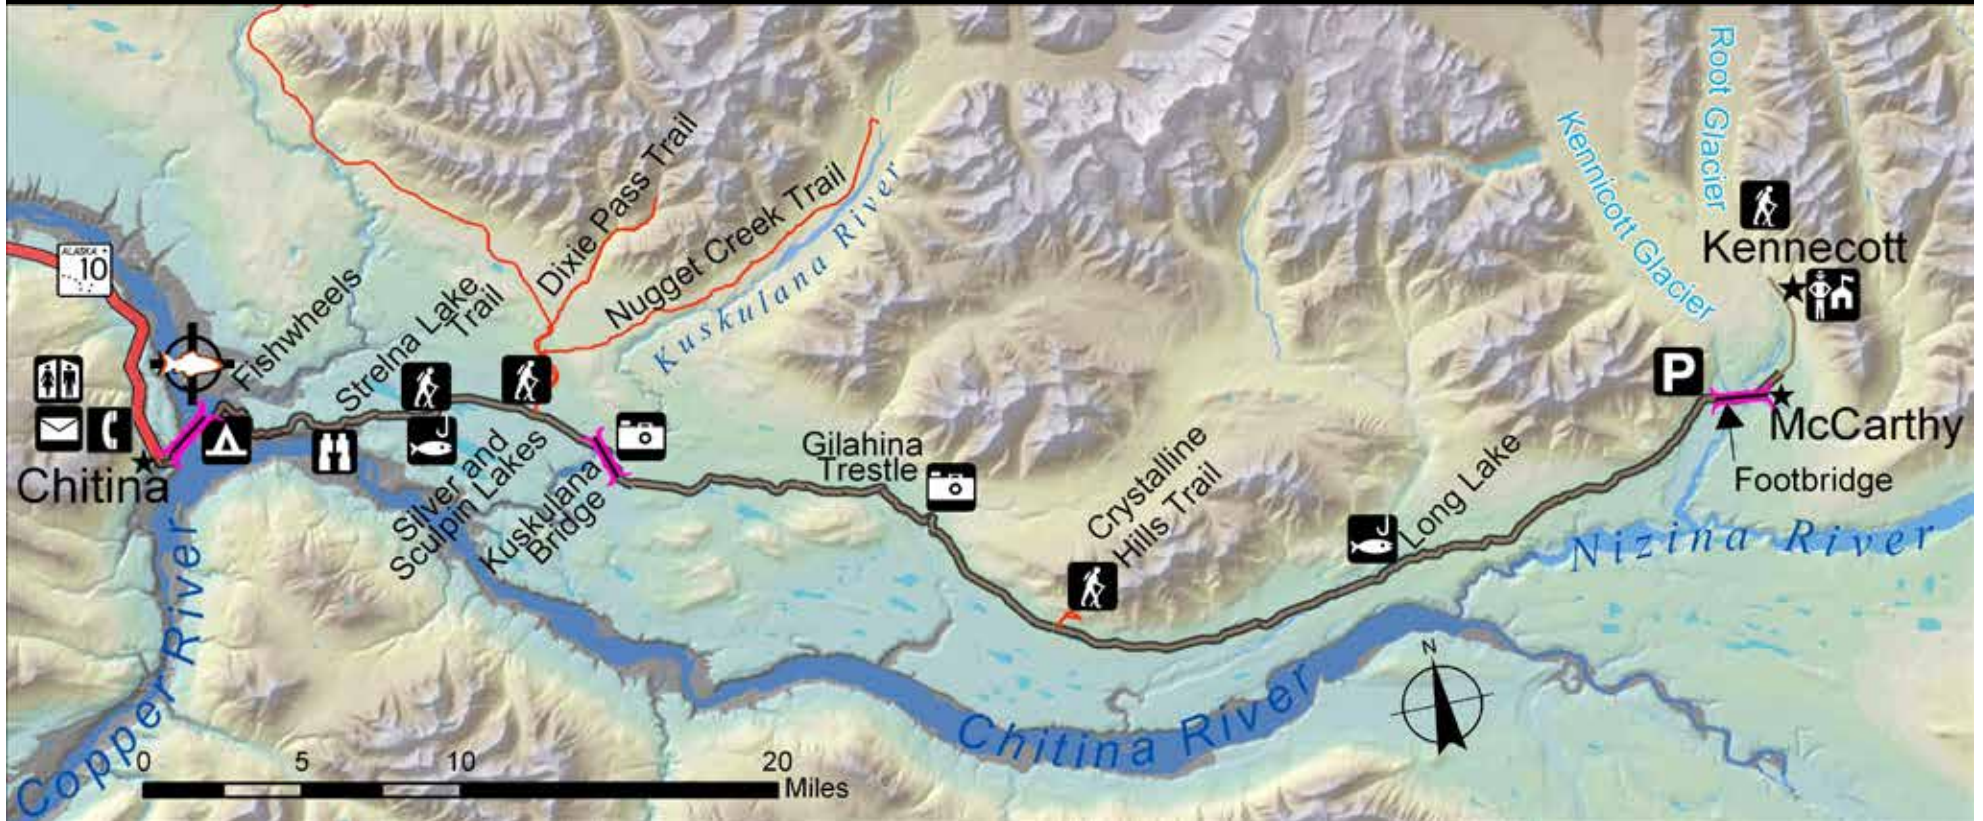 Root Glacier
Kennicott Glacier
Kennecott
Dixie Pass Trail
Nugget Creek Trail
Kuskulana River
ALASKA
10
Fishwheels
Strelna Lake
Trail
P
McCarthy
Footbridge
Chitina
Silver and
Sculpin Lakes
Kuskulana
Bridge
Gilahina
Trestle
Crystalline
Hills Trail
Long Lake
Nizina River
Copper River
Chitina River
N
0 5 10 20
Miles